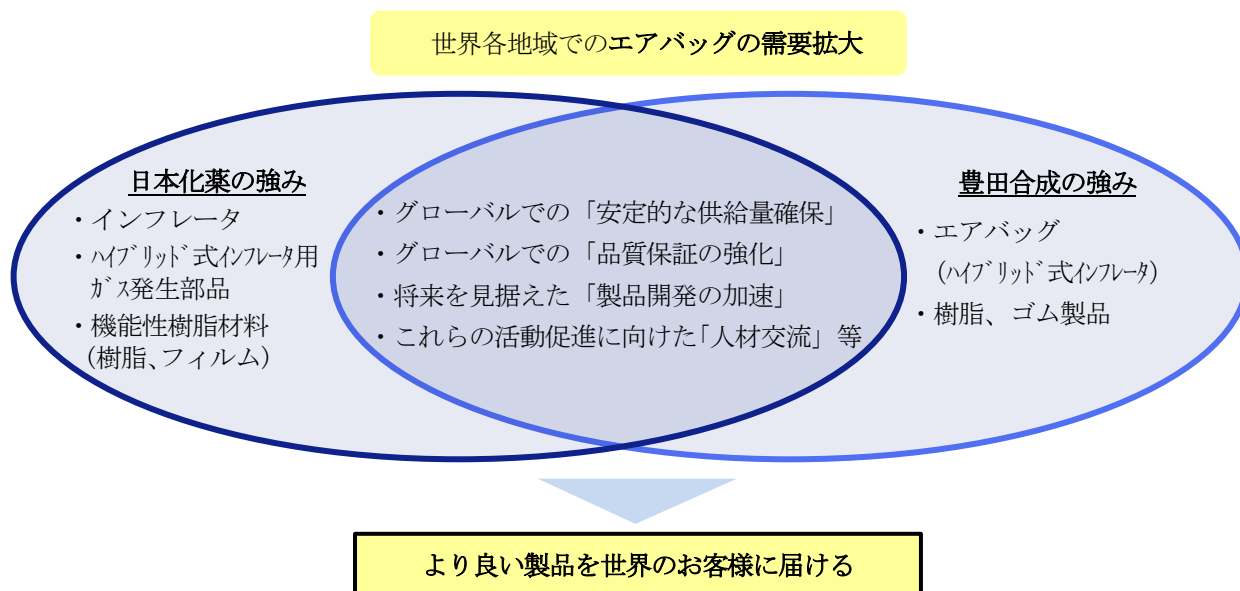 世界各地域でのエアバッグの需要拡大
日本化薬の強み
・インフレータ
・ﾊｲﾌﾞﾘｯﾄﾞ式ｲﾝﾌﾚｰﾀ用
ガス発生部品
・機能性樹脂材料
(樹脂、フィルム)
・グローバルでの「安定的な供給量確保」
・グローバルでの「品質保証の強化」
・将来を見据えた「製品開発の加速」
・これらの活動促進に向けた「人材交流」等
豊田合成の強み
・エアバッグ
(ﾊｲﾌﾞﾘｯﾄﾞ式ｲﾝﾌﾚｰﾀ)
・樹脂、ゴム製品
より良い製品を世界のお客様に届ける